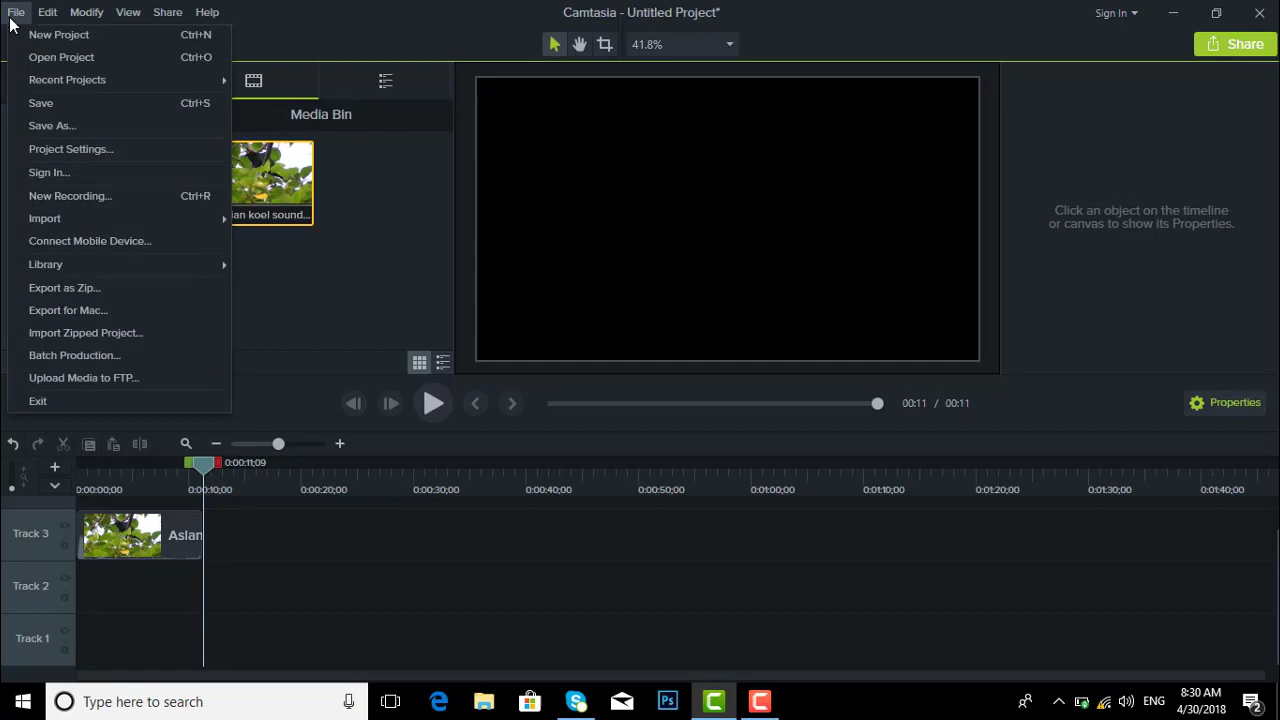 File Edit Modify View Share Help
Camtasia - Untitled Project*
Sign In
41.8%
Share
New Project Ctrl+N
Open Project Ctrl+O
Recent Projects
Save Ctrl+S
Save As...
Project Settings...
Sign In...
New Recording... Ctrl+R
Import
Connect Mobile Device...
Library
Export as Zip...
Export for Mac...
Import Zipped Project...
Batch Production...
Upload Media to FTP...
Exit
Media Bin
ian koel sound...
Click an object on the timeline
or canvas to show its Properties.
00:11 / 00:11
Properties
0:00:11;09
0:00:00;00 0:00:10;00 0:00:20;00 0:00:30;00 0:00:40;00 0:00:50;00 0:01:00;00 0:01:10;00 0:01:20;00 0:01:30;00 0:01:40;00
Track 3
Asian
Track 2
Track 1
Type here to search
Ps
ENG
8:30 AM
4/30/2018
2